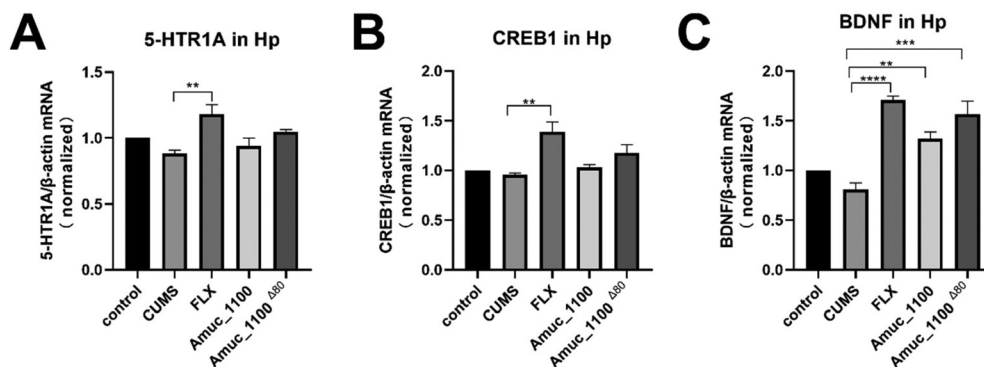 A
5-HTR1A in Hp
5-HTR1A/β-actin mRNA
( normalized)
1.5
1.0
0.5
0.0
**
control
CUMS
FLX
Amuc_1100
Amuc_1100 Δ80
B
CREB1 in Hp
CREB1/β-actin mRNA
( normalized)
2.0
1.5
1.0
0.5
0.0
**
control
CUMS
FLX
Amuc_1100
Amuc_1100 Δ80
C
BDNF in Hp
BDNF/β-actin mRNA
( normalized)
2.0
1.5
1.0
0.5
0.0
***
**
****
control
CUMS
FLX
Amuc_1100
Amuc_1100 Δ80